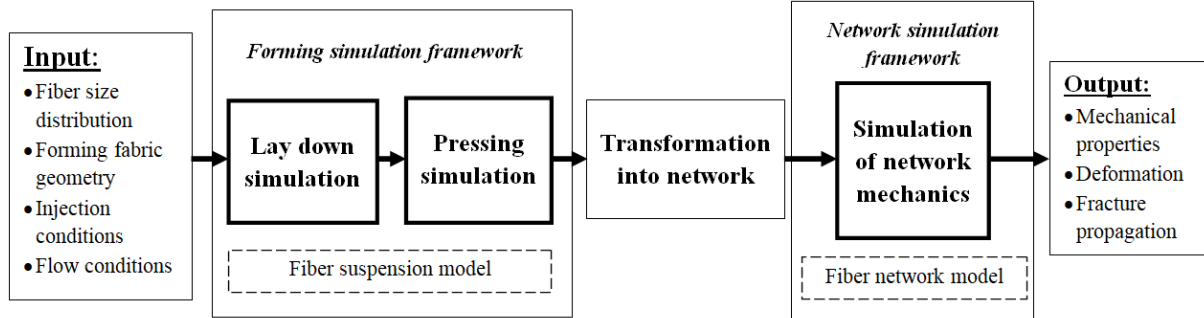 Input:
• Fiber size
distribution
• Forming fabric
geometry
• Injection
conditions
• Flow conditions
Forming simulation framework
Lay down
simulation
Pressing
simulation
Fiber suspension model
Transformation
into network
Network simulation
framework
Simulation
of network
mechanics
Fiber network model
Output:
• Mechanical
properties
• Deformation
• Fracture
propagation